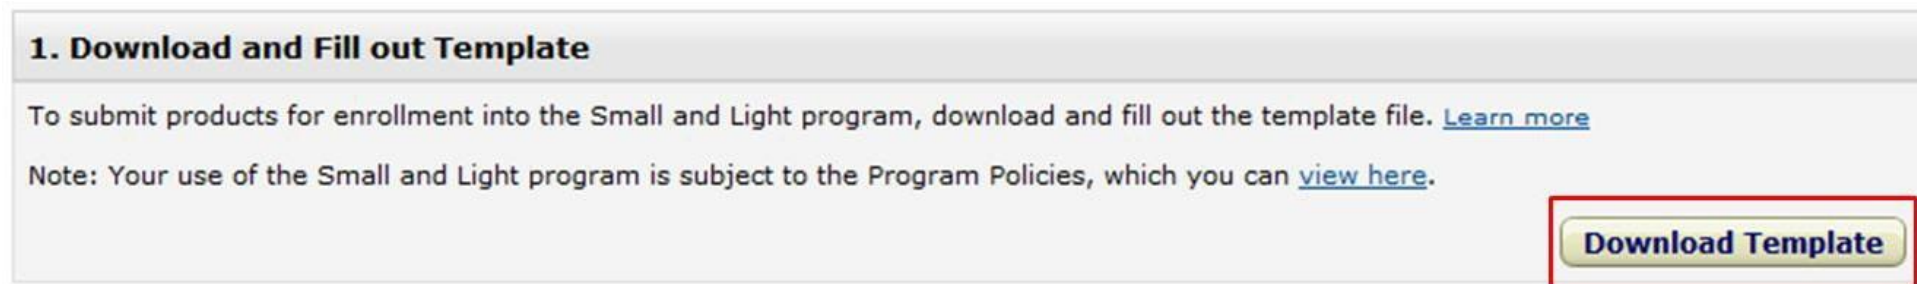 1. Download and Fill out Template
To submit products for enrollment into the Small and Light program, download and fill out the template file. Learn more
Note: Your use of the Small and Light program is subject to the Program Policies, which you can view here.
Download Template